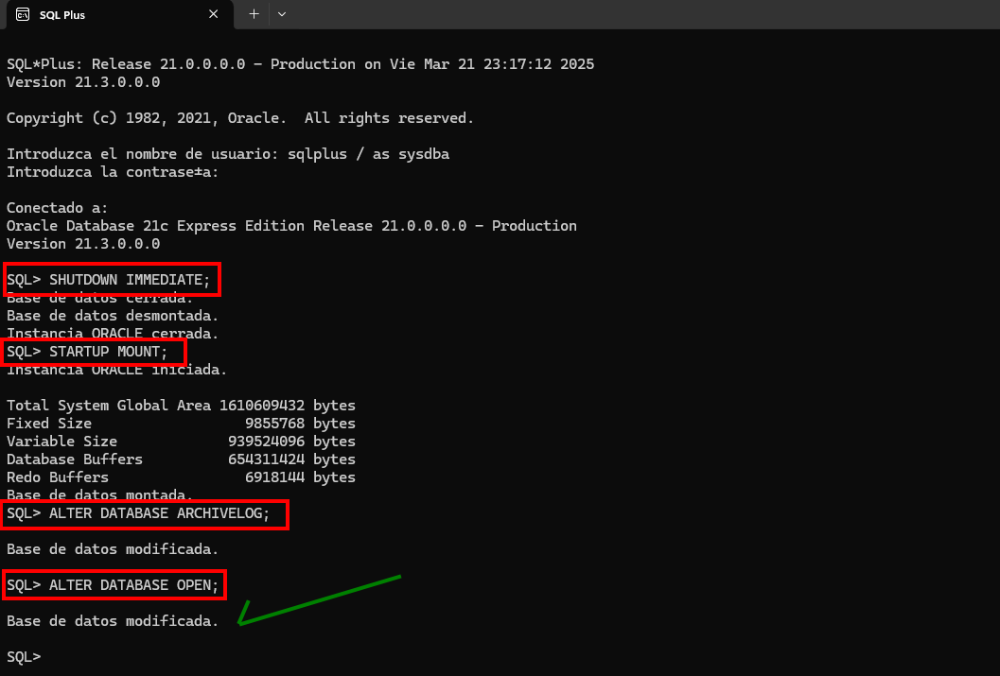 SQL Plus
SQL*Plus: Release 21.0.0.0.0 - Production on Vie Mar 21 23:17:12 2025
Version 21.3.0.0.0
Copyright (c) 1982, 2021, Oracle.  All rights reserved.
Introduzca el nombre de usuario: sqlplus / as sysdba
Introduzca la contrase±a:
Conectado a:
Oracle Database 21c Express Edition Release 21.0.0.0.0 - Production
Version 21.3.0.0.0
SQL> SHUTDOWN IMMEDIATE;
Base de datos cerrada.
Base de datos desmontada.
Instancia ORACLE cerrada.
SQL> STARTUP MOUNT;
Instancia ORACLE iniciada.
Total System Global Area 1610609432 bytes
Fixed Size                  9855768 bytes
Variable Size             939524096 bytes
Database Buffers          654311424 bytes
Redo Buffers                6918144 bytes
Base de datos montada.
SQL> ALTER DATABASE ARCHIVELOG;
Base de datos modificada.
SQL> ALTER DATABASE OPEN;
Base de datos modificada.
SQL>